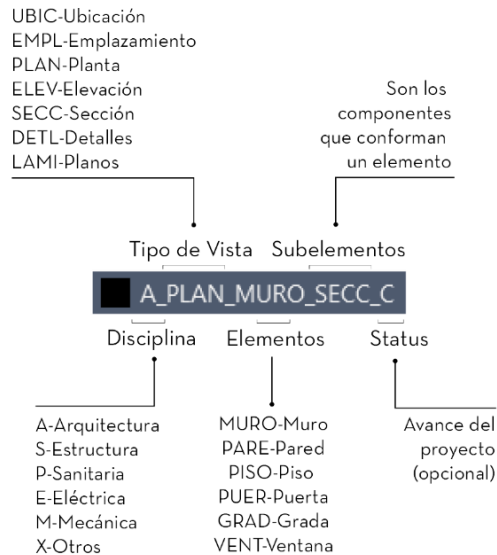 UBIC-Ubicación
EMPL-Emplazamiento
PLAN-Planta
ELEV-Elevación
SECC-Sección
DETL-Detalles
LAMI-Planos
Son los
componentes
que conforman
un elemento
Tipo de Vista
Subelementos
A_PLAN_MURO_SECC_C
Disciplina
Elementos
Status
A-Arquitectura
S-Estructura
P-Sanitaria
E-Eléctrica
M-Mecánica
X-Otros
MURO-Muro
PARE-Pared
PISO-Piso
PUER-Puerta
GRAD-Grada
VENT-Ventana
Avance del
proyecto
(opcional)